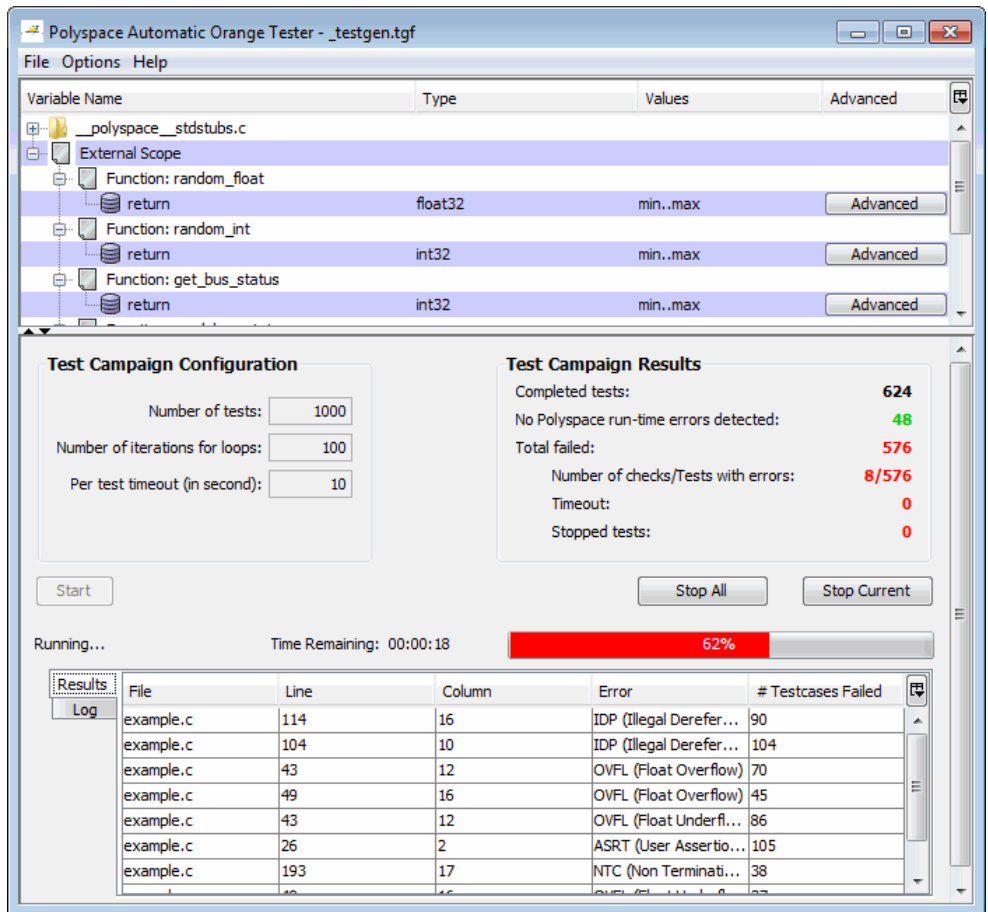 Polyspace Automatic Orange Tester - _testgen.tgf
File Options Help
Variable Name Type Values Advanced
__polyspace__stdstubs.c
External Scope
Function: random_float
return float32 min..max Advanced
Function: random_int
return int32 min..max Advanced
Function: get_bus_status
return int32 min..max Advanced
Test Campaign Configuration
Number of tests: 1000
Number of iterations for loops: 100
Per test timeout (in second): 10
Test Campaign Results
Completed tests: 624
No Polyspace run-time errors detected: 48
Total failed: 576
Number of checks/Tests with errors: 8/576
Timeout: 0
Stopped tests: 0
Start Stop All Stop Current
Running... Time Remaining: 00:00:18 62%
Results
Log
File Line Column Error # Testcases Failed
example.c 114 16 IDP (Illegal Derefer... 90
example.c 104 10 IDP (Illegal Derefer... 104
example.c 43 12 OVFL (Float Overflow) 70
example.c 49 16 OVFL (Float Overflow) 45
example.c 43 12 OVFL (Float Underfl... 86
example.c 26 2 ASRT (User Assertio... 105
example.c 193 17 NTC (Non Terminati... 38